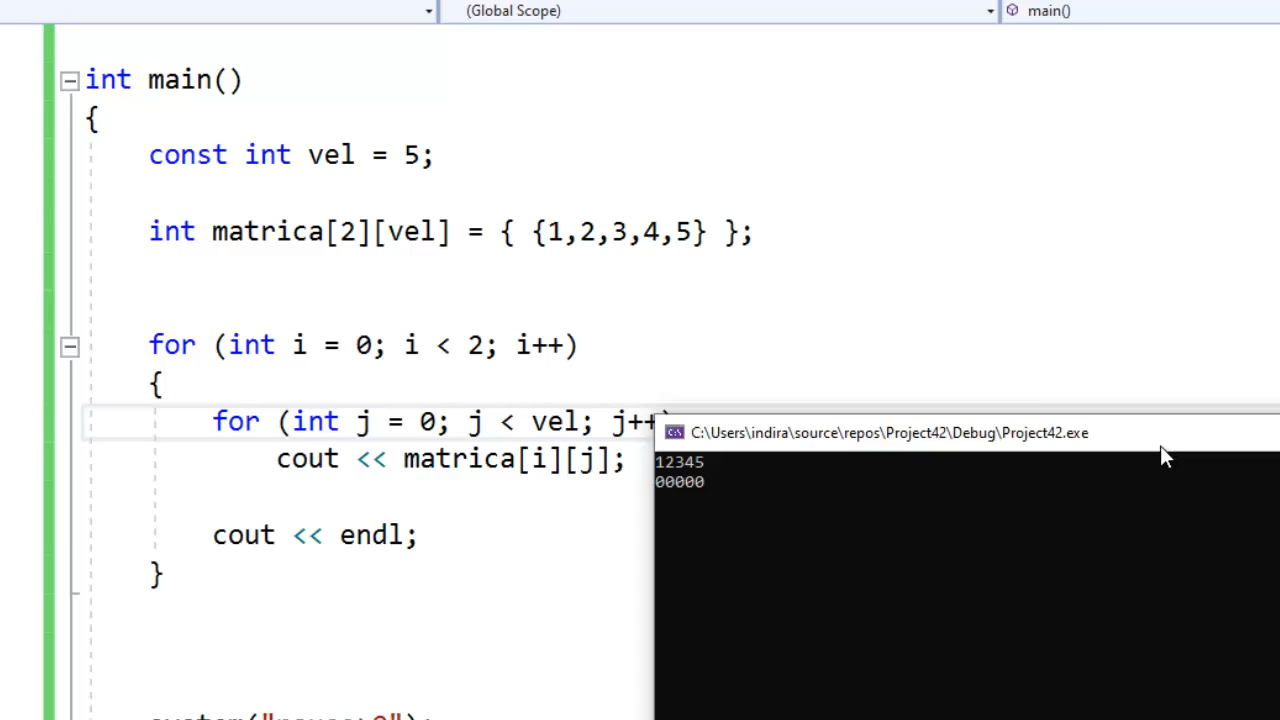 (Global Scope) main()
int main()
{
const int vel = 5;
int matrica[2][vel] = { {1,2,3,4,5} };
for (int i = 0; i < 2; i++)
{
for (int j = 0; j < vel; j++
C:\Users\indira\source\repos\Project42\Debug\Project42.exe
cout << matrica[i][j];
12345
00000
cout << endl;
}